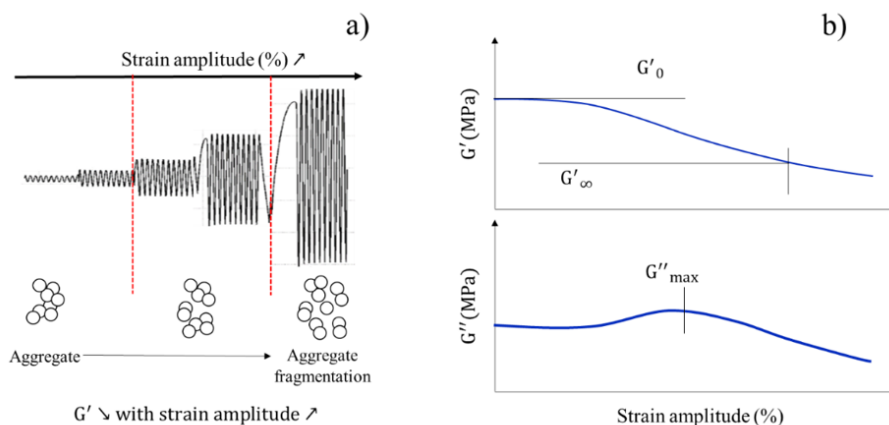 a)
Strain amplitude (%) ↗
Aggregate
Aggregate
fragmentation
G′ ↘ with strain amplitude ↗
b)
G′(MPa)
G′₀
G′∞
G″(MPa)
G″max
Strain amplitude (%)